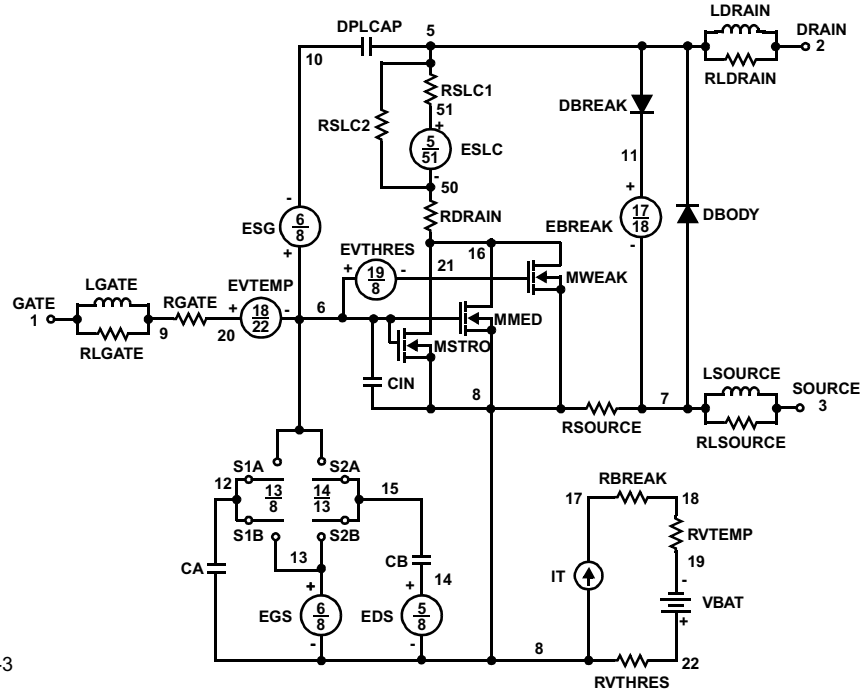 LDRAIN
DPLCAP 5 DRAIN
10 2
RLDRAIN
RSLC1
51
DBREAK
RSLC2
+
5
51
ESLC
11
-
50
-
+
6
8
ESG
+
RDRAIN
EBREAK
17
18
-
DBODY
EVTHRES
16
+
19
8
-
21
MWEAK
LGATE
EVTEMP
GATE
1
RGATE
+
18
22
-
6
MMED
9
20
MSTRO
RLGATE
CIN
8
7
LSOURCE
SOURCE
3
RSOURCE
RLSOURCE
S1A
S2A
12
13
8
14
13
15
S1B
S2B
13
RBREAK
17
18
RVTEMP
CA
CB
14
IT
19
-
VBAT
+
+
EGS
6
8
-
+
EDS
5
8
-
8
22
RVTHRES
-3